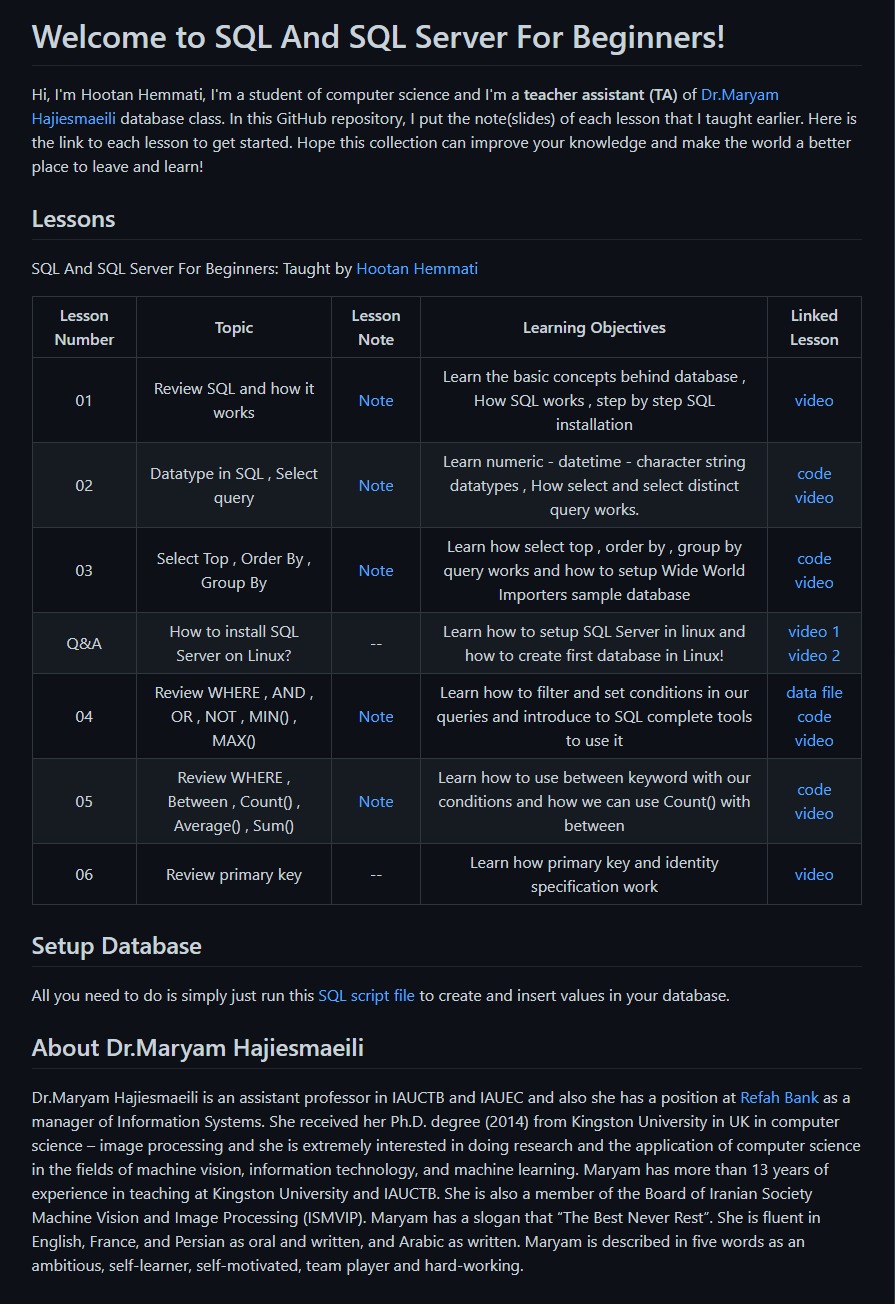 Welcome to SQL And SQL Server For Beginners!
Hi, I'm Hootan Hemmati, I'm a student of computer science and I'm a teacher assistant (TA) of Dr.Maryam
Hajiesmaeili database class. In this GitHub repository, I put the note(slides) of each lesson that I taught earlier. Here is
the link to each lesson to get started. Hope this collection can improve your knowledge and make the world a better
place to leave and learn!
Lessons
SQL And SQL Server For Beginners: Taught by Hootan Hemmati
Lesson
Number
Topic
Lesson
Note
Learning Objectives
Linked
Lesson
01
Review SQL and how it
works
Note
Learn the basic concepts behind database ,
How SQL works , step by step SQL
installation
video
02
Datatype in SQL , Select
query
Note
Learn numeric - datetime - character string
datatypes , How select and select distinct
query works.
code
video
03
Select Top , Order By ,
Group By
Note
Learn how select top , order by , group by
query works and how to setup Wide World
Importers sample database
code
video
Q&A
How to install SQL
Server on Linux?
--
Learn how to setup SQL Server in linux and
how to create first database in Linux!
video 1
video 2
04
Review WHERE , AND ,
OR , NOT , MIN() ,
MAX()
Note
Learn how to filter and set conditions in our
queries and introduce to SQL complete tools
to use it
data file
code
video
05
Review WHERE ,
Between , Count() ,
Average() , Sum()
Note
Learn how to use between keyword with our
conditions and how we can use Count() with
between
code
video
06
Review primary key
--
Learn how primary key and identity
specification work
video
Setup Database
All you need to do is simply just run this SQL script file to create and insert values in your database.
About Dr.Maryam Hajiesmaeili
Dr.Maryam Hajiesmaeili is an assistant professor in IAUCTB and IAUEC and also she has a position at Refah Bank as a
manager of Information Systems. She received her Ph.D. degree (2014) from Kingston University in UK in computer
science – image processing and she is extremely interested in doing research and the application of computer science
in the fields of machine vision, information technology, and machine learning. Maryam has more than 13 years of
experience in teaching at Kingston University and IAUCTB. She is also a member of the Board of Iranian Society
Machine Vision and Image Processing (ISMVIP). Maryam has a slogan that “The Best Never Rest“. She is fluent in
English, France, and Persian as oral and written, and Arabic as written. Maryam is described in five words as an
ambitious, self-learner, self-motivated, team player and hard-working.